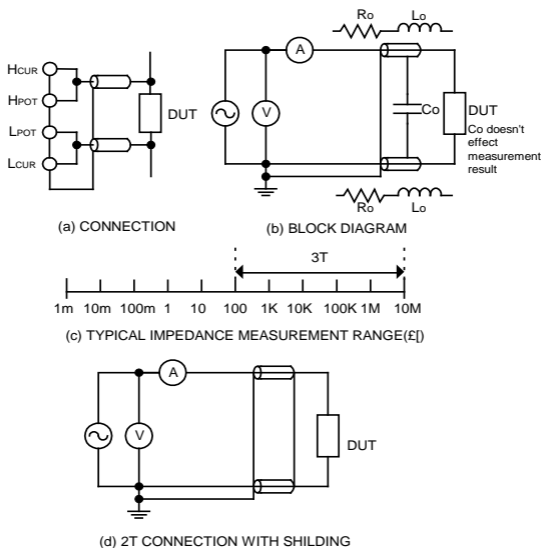 HCUR
HPOT
LPOT
LCUR
DUT
(a) CONNECTION
Ro Lo
A
V
Co
DUT
Co doesn't
effect
measurement
result
Ro Lo
(b) BLOCK DIAGRAM
3T
1m 10m 100m 1 10 100 1K 10K 100K 1M 10M
(c) TYPICAL IMPEDANCE MEASUREMENT RANGE(£[)
A
V
DUT
(d) 2T CONNECTION WITH SHILDING